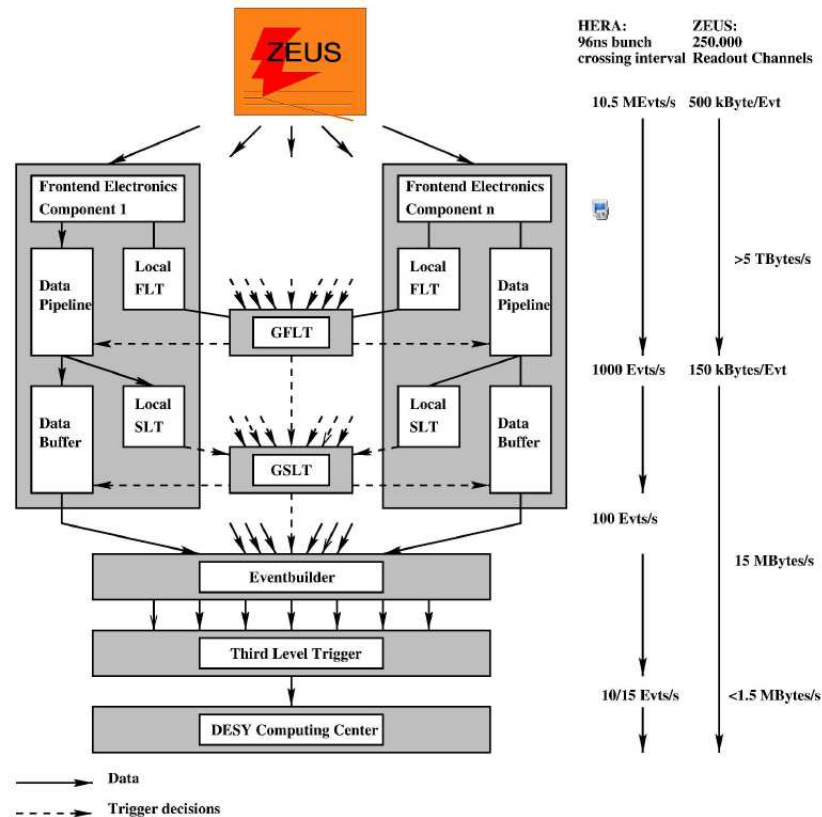 ZEUS
HERA:
96ns bunch
crossing interval
ZEUS:
250.000
Readout Channels
10.5 MEvts/s
500 kByte/Evt
Frontend Electronics
Component 1
Frontend Electronics
Component n
Data
Pipeline
Local
FLT
Local
FLT
Data
Pipeline
>5 TBytes/s
GFLT
1000 Evts/s
150 kBytes/Evt
Data
Buffer
Local
SLT
Local
SLT
Data
Buffer
GSLT
100 Evts/s
Eventbuilder
15 MBytes/s
Third Level Trigger
10/15 Evts/s
<1.5 MBytes/s
DESY Computing Center
Data
Trigger decisions